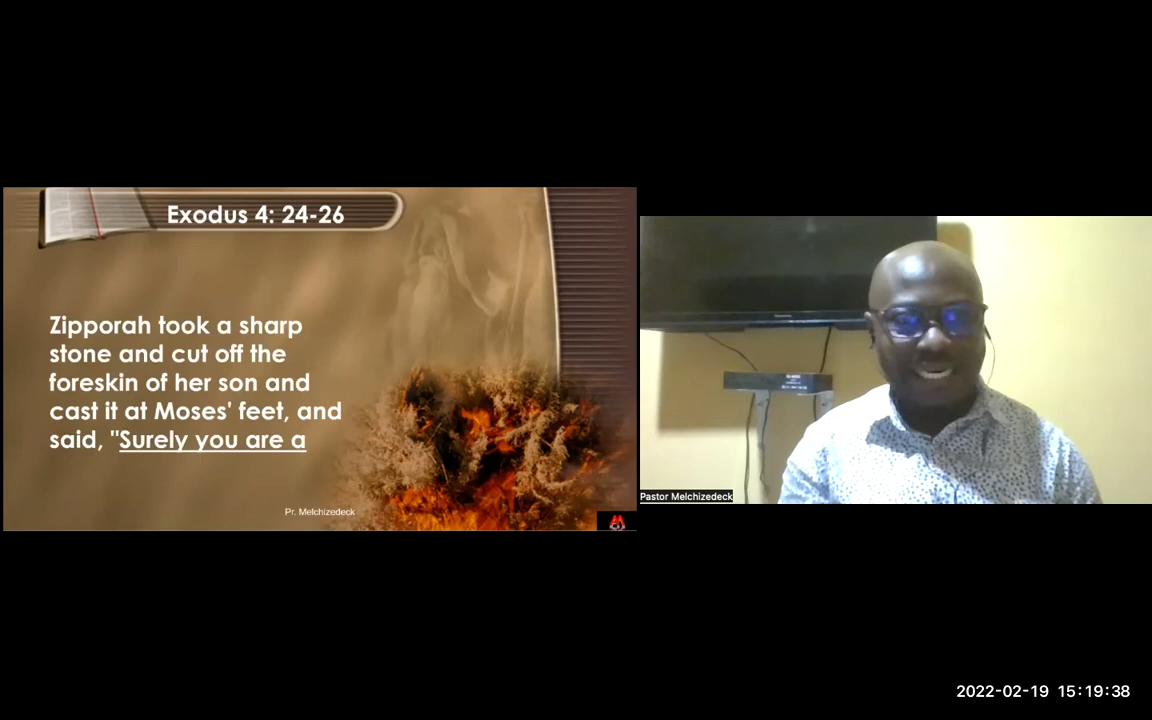 Exodus 4: 24-26
Zipporah took a sharp
stone and cut off the
foreskin of her son and
cast it at Moses' feet, and
said, "Surely you are a
Pr. Melchizedeck
Pastor Melchizedeck
2022-02-19 15:19:38